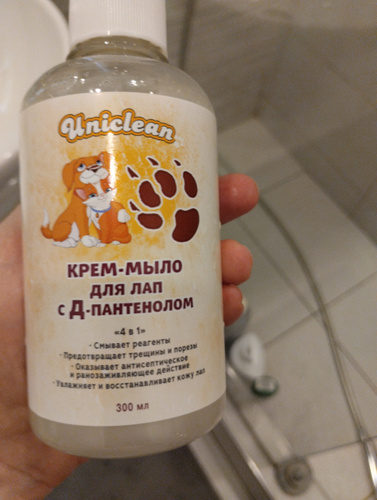 Uniclean
КРЕМ-МЫЛО
ДЛЯ ЛАП
С Д-ПАНТЕНОЛОМ
«4 в 1»
· Смывает реагенты
· Предотвращает трещины и порезы
· Оказывает антисептическое
и ранозаживляющее действие
· Увлажняет и восстанавливает кожу лап
300 мл